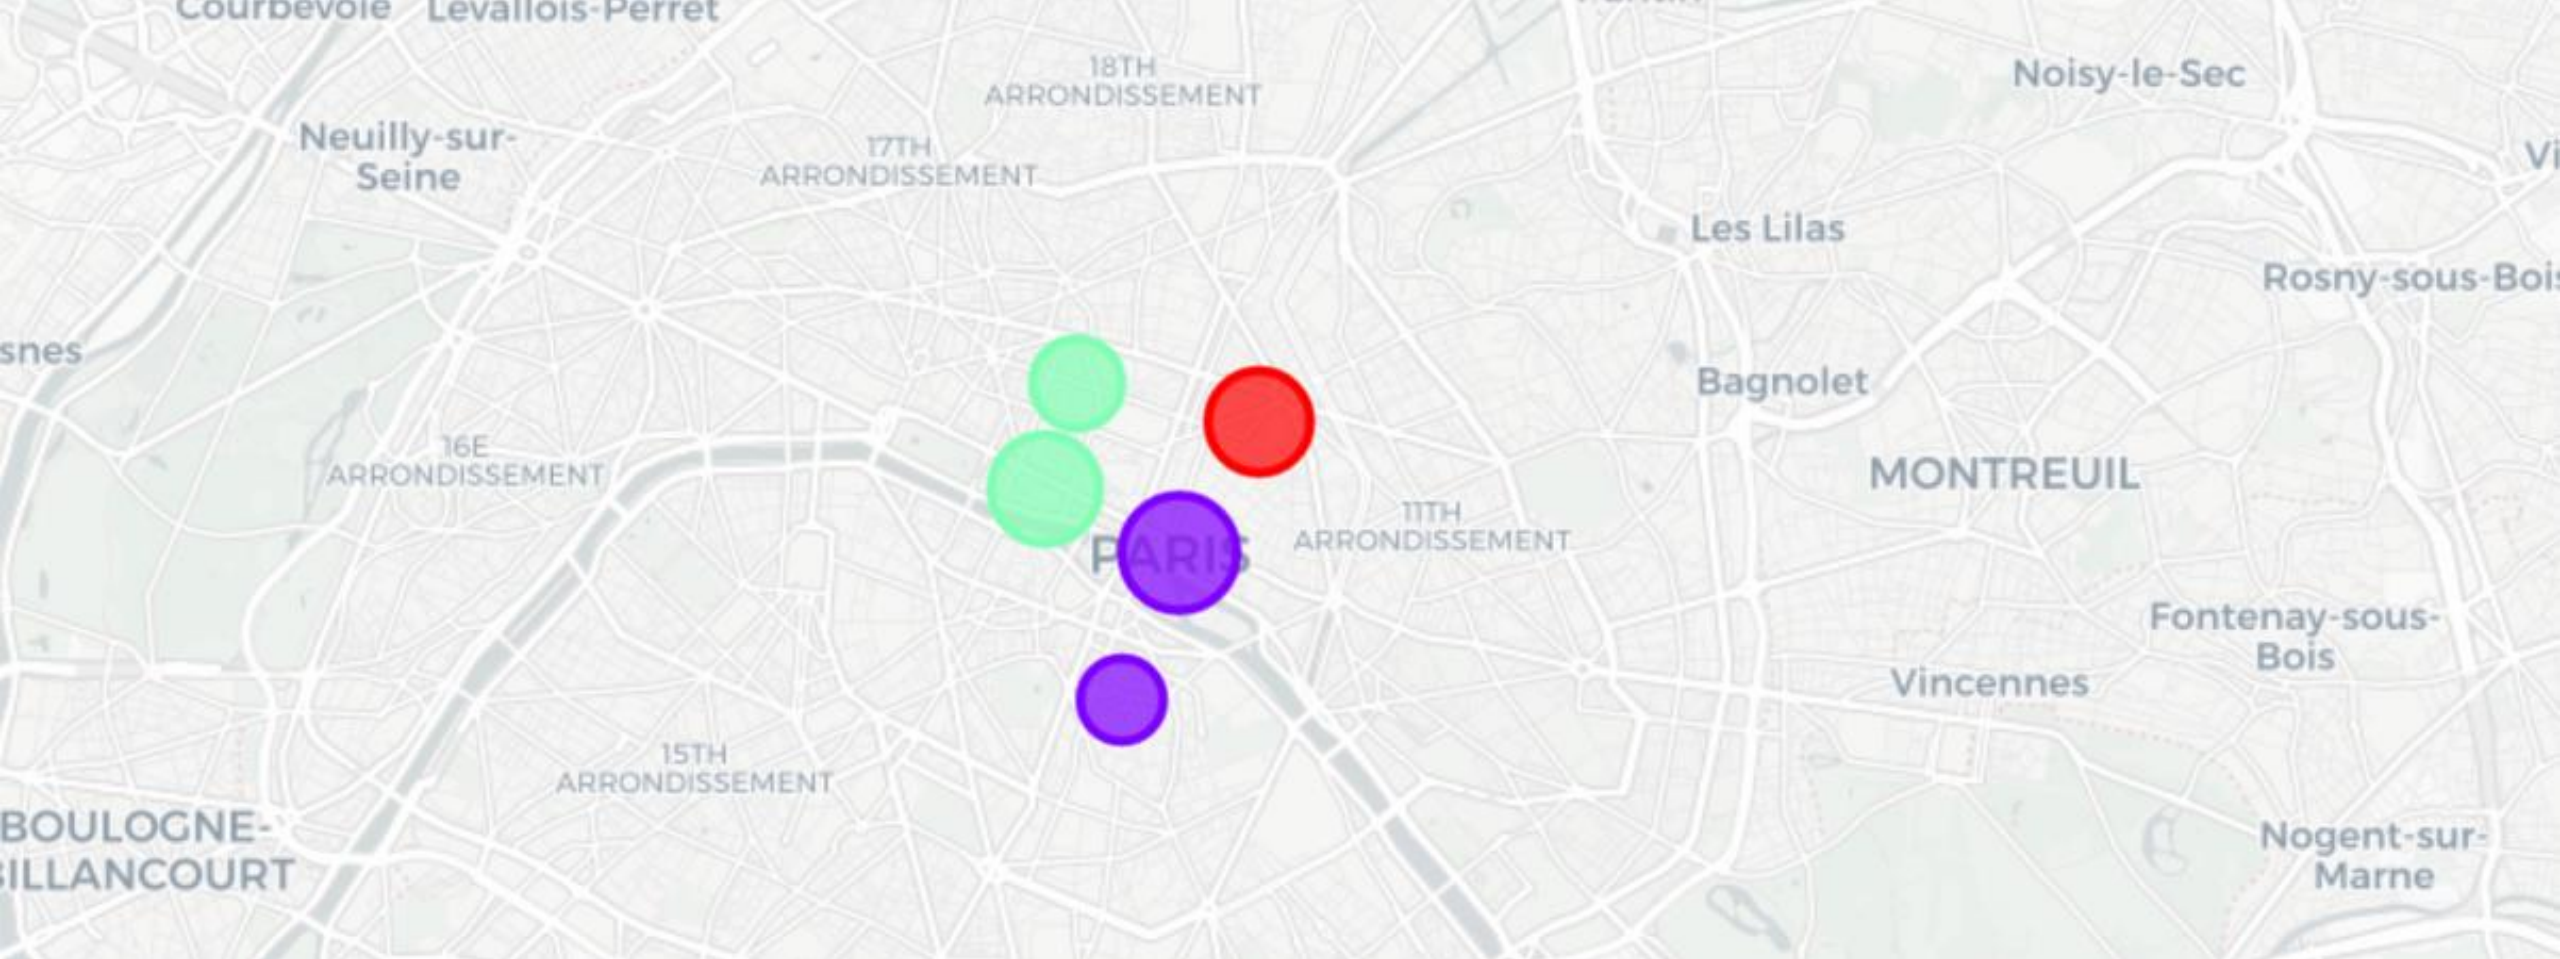 Courbevoie
Levallois-Perret
18TH
ARRONDISSEMENT
Noisy-le-Sec
Neuilly-sur-
Seine
17TH
ARRONDISSEMENT
Les Lilas
Rosny-sous-Bois
snes
Bagnolet
16E
ARRONDISSEMENT
MONTREUIL
11TH
ARRONDISSEMENT
PARIS
Fontenay-sous-
Bois
Vincennes
15TH
ARRONDISSEMENT
BOULOGNE-
BILLANCOURT
Nogent-sur-
Marne